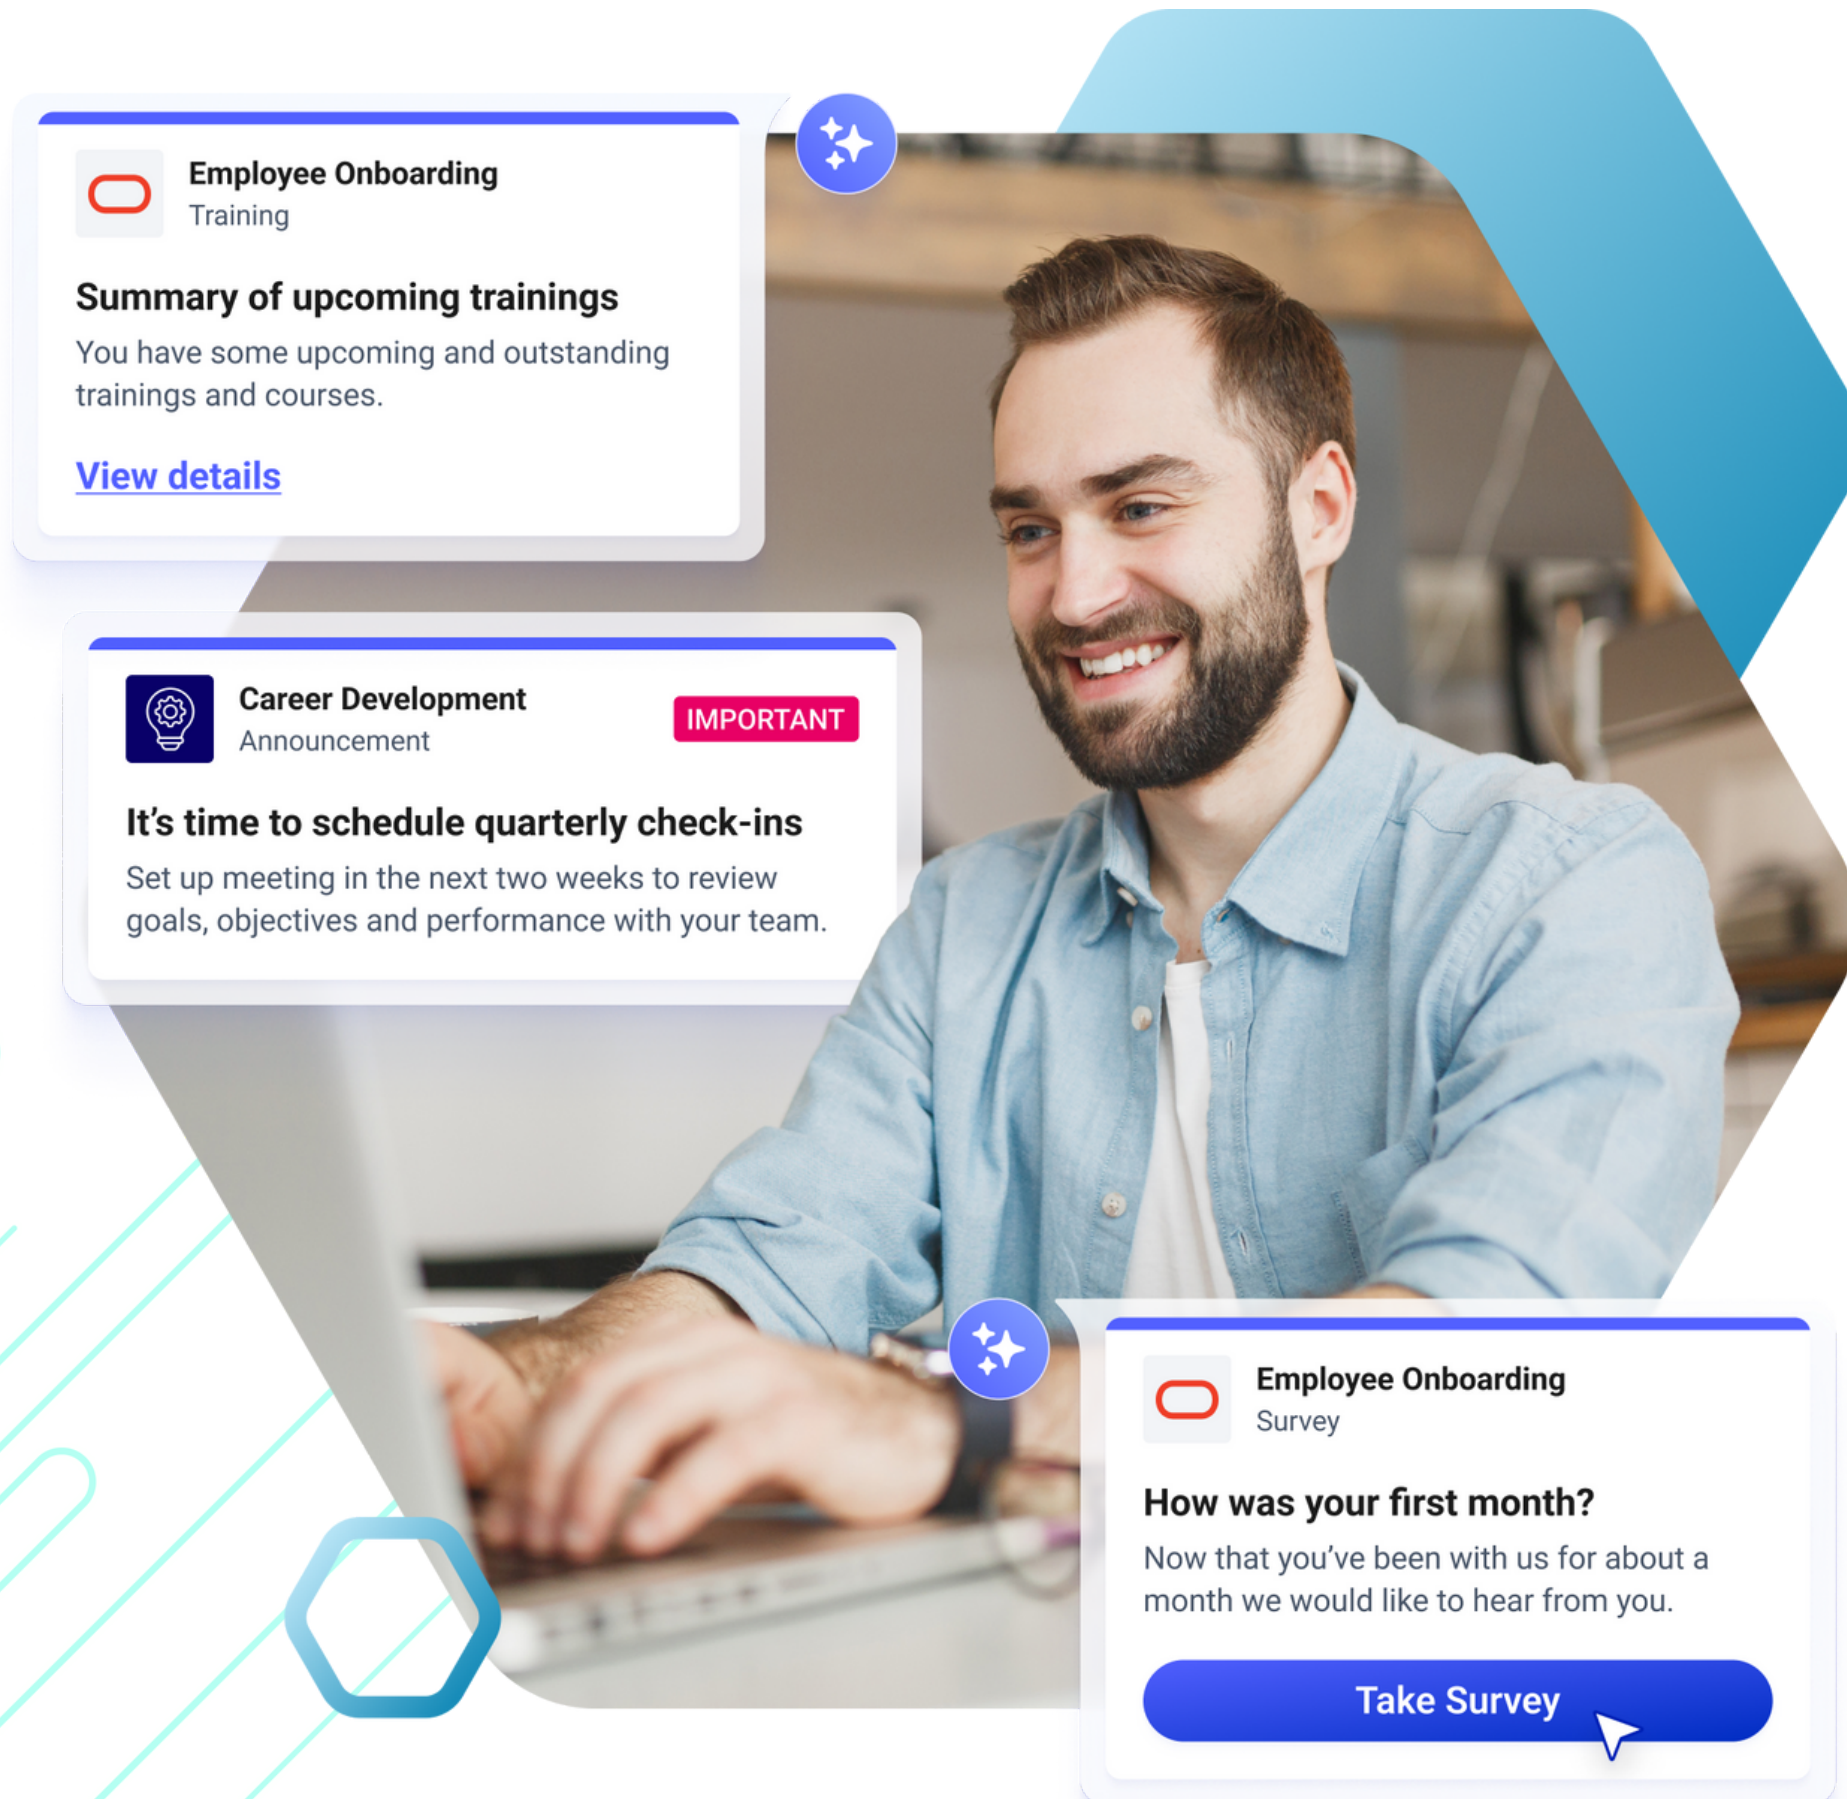 Employee Onboarding
Training
Summary of upcoming trainings
You have some upcoming and outstanding
trainings and courses.
View details
Career Development
Announcement
IMPORTANT
It’s time to schedule quarterly check-ins
Set up meeting in the next two weeks to review
goals, objectives and performance with your team.
Employee Onboarding
Survey
How was your first month?
Now that you’ve been with us for about a
month we would like to hear from you.
Take Survey